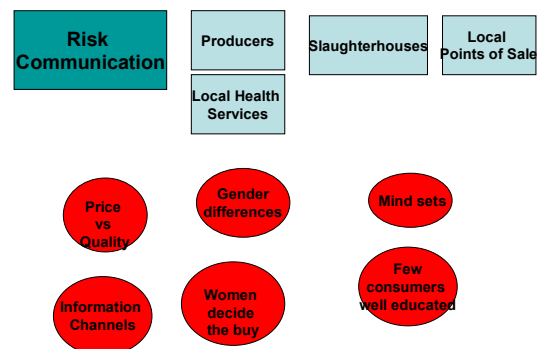 Risk
Communication
Producers
Slaughterhouses
Local
Points of Sale
Local Health
Services
Price
vs
Quality
Gender
differences
Mind sets
Information
Channels
Women
decide
the buy
Few
consumers
well educated